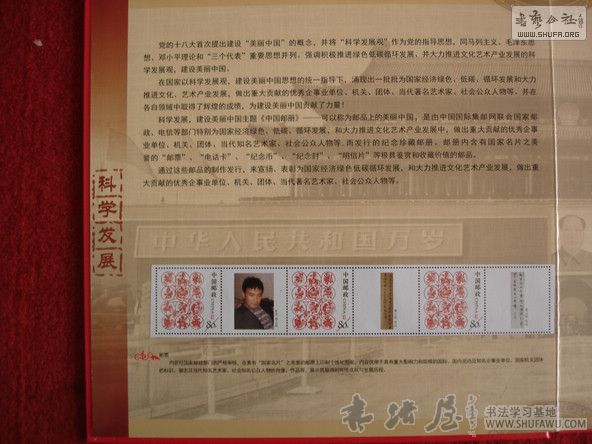 書藝公社
www.SHUFA.ORG
党的十八大首次提出建设“美丽中国”的概念，并将“科学发展观”作为党的指导思想，同马列主义、毛泽东思
想、邓小平理论和“三个代表”重要思想并列。强调积极推进绿色低碳循环发展、并大力推进文化艺术产业发展的科
学发展观，建设美丽中国。
在国家以科学发展观，建设美丽中国思想的统一指导下，涌现出一批批为国家经济绿色、低碳、循环发展和大力
推进文化、艺术产业发展，做出重大贡献的优秀企事业单位、机关、团体、当代著名艺术家、社会公众人物等，并在
各自领域中取得了辉煌的成绩，为建设美丽中国贡献了力量！
科学发展，建设美丽中国主题《中国邮册》——可以称为邮品上的美丽中国，是由中国国际集邮网联合国家邮
政、电信等部门特别为国家经济绿色、低碳、循环发展，和大力推进文化艺术产业发展中，做出重大贡献的优秀企事
业单位、机关、团体、当代知名艺术家、社会公众人物等而发行的纪念珍藏邮册。邮册内含有国家名片之美
誉的“邮票”、“电话卡”、“纪念币”、“纪念封”、“明信片”等极具鉴赏和收藏价值的邮品。
通过这些邮品的制作发行，来宣扬、表彰为国家经济绿色低碳循环发展、和大力推进文化艺术产业发展，做出重
大贡献的优秀企事业单位、机关、团体、当代著名艺术家，社会公众人物等。
科学发展
中华人民共和国万岁
中国邮政
80
中国邮政
80
中国邮政
80
书法屋
书法学习基地
WWW.SHUFAWU.COM